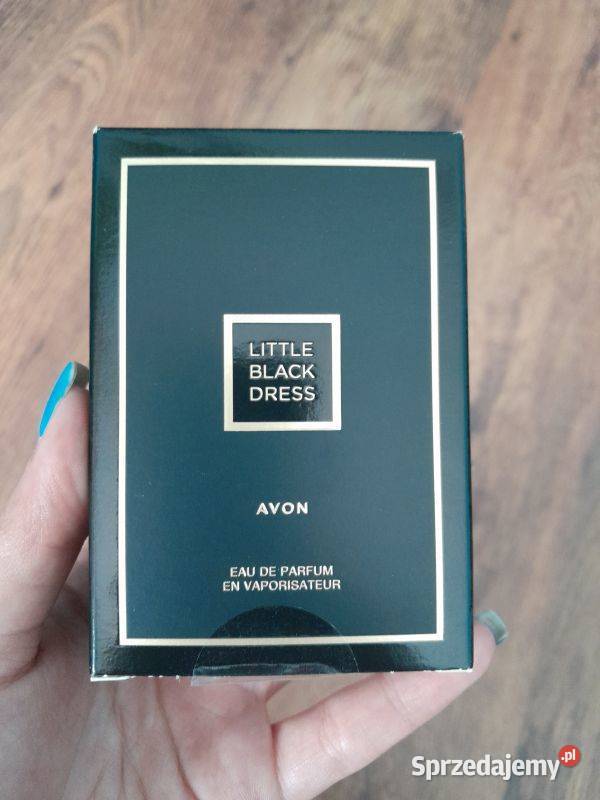 LITTLE
BLACK
DRESS
AVON
EAU DE PARFUM
EN VAPORISATEUR
Sprzedajemy.pl